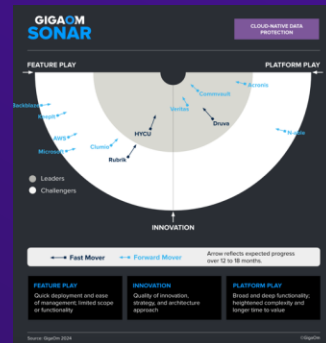 GIGAOM
SONAR
CLOUD-NATIVE DATA
PROTECTION
FEATURE PLAY
PLATFORM PLAY
Acronis
Commvault
Backblaze
Veritas
Druva
HYCU
AWS
N-able
Clumio
Microsoft
Rubrik
Leaders
Challengers
INNOVATION
Fast Mover
Forward Mover
Arrow reflects expected progress
over 12 to 18 months.
FEATURE PLAY
Quick deployment and ease
of management; limited scope
or functionality
INNOVATION
Quality of innovation,
strategy, and architecture
approach
PLATFORM PLAY
Broad and deep functionality;
heightened complexity and
longer time to value
Source: GigaOm 2024
©GigaOm